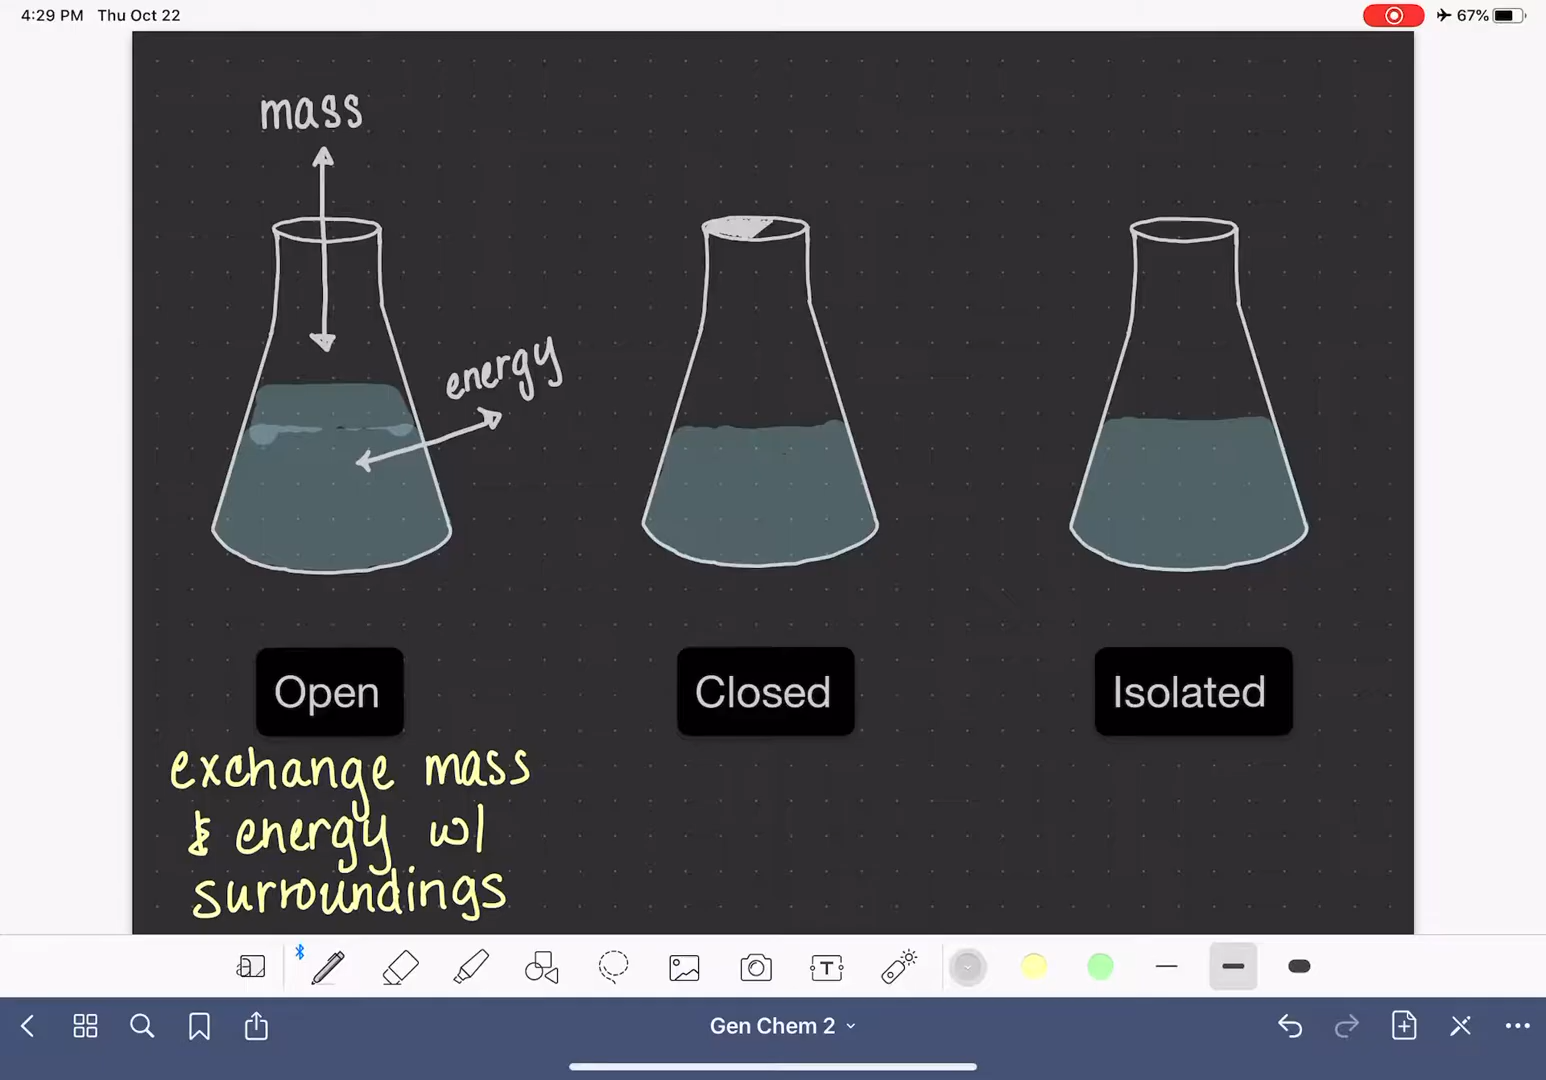 4:29 PM Thu Oct 22
67%
mass
energy
Open
Closed
Isolated
exchange mass
& energy w/
surroundings
T
Gen Chem 2